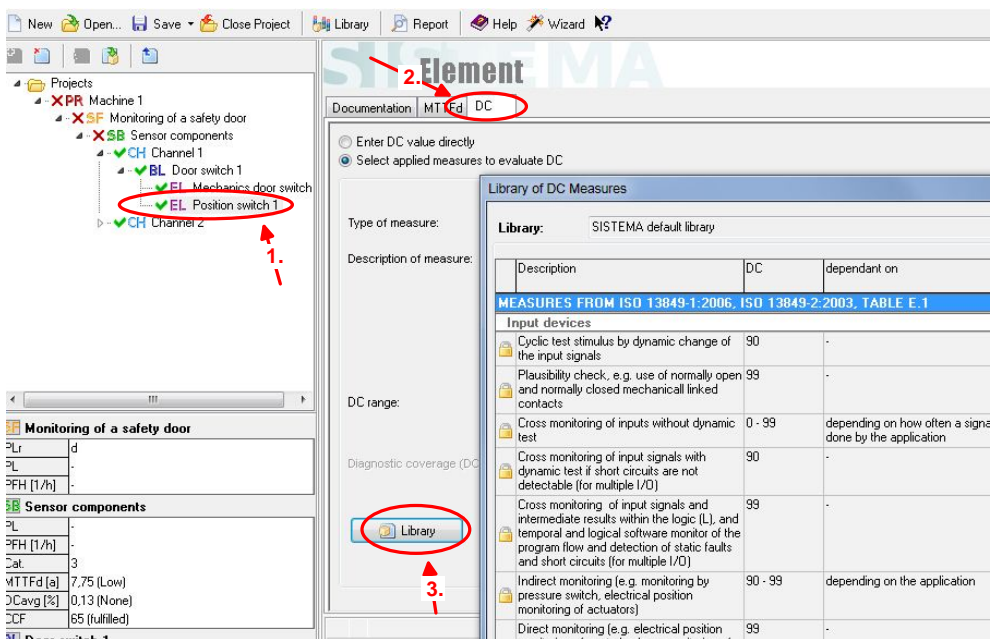 New Open... Save Close Project Library Report Help Wizard
SISTEMA
Element
2.
Projects
PR Machine 1
SF Monitoring of a safety door
SB Sensor components
CH Channel 1
BL Door switch 1
EL Mechanics door switch
EL Position switch 1
CH Channel 2
1.
Documentation MTTFd DC
Enter DC value directly
Select applied measures to evaluate DC
Type of measure:
Description of measure:
DC range:
Diagnostic coverage (DC
Library
3.
Library of DC Measures
Library: SISTEMA default library
Description DC dependant on
MEASURES FROM ISO 13849-1:2006, ISO 13849-2:2003, TABLE E.1
Input devices
Cyclic test stimulus by dynamic change of 90 -
the input signals
Plausibility check, e.g. use of normally open 99 -
and normally closed mechanicall linked
contacts
Cross monitoring of inputs without dynamic 0 - 99 depending on how often a signa
test done by the application
Cross monitoring of input signals with 90 -
dynamic test if short circuits are not
detectable (for multiple I/O)
Cross monitoring of input signals and 99 -
intermediate results within the logic (L), and
temporal and logical software monitor of the
program flow and detection of static faults
and short circuits (for multiple I/O)
Indirect monitoring (e.g. monitoring by 90 - 99 depending on the application
pressure switch, electrical position
monitoring of actuators)
Direct monitoring (e.g. electrical position 99 -
SF Monitoring of a safety door
PLr d
PL -
PFH [1/h] -
SB Sensor components
PL -
PFH [1/h] -
Cat. 3
MTTFd [a] 7,75 (Low)
DCavg [%] 0,13 (None)
CCF 65 (fulfilled)
BL Door switch 1